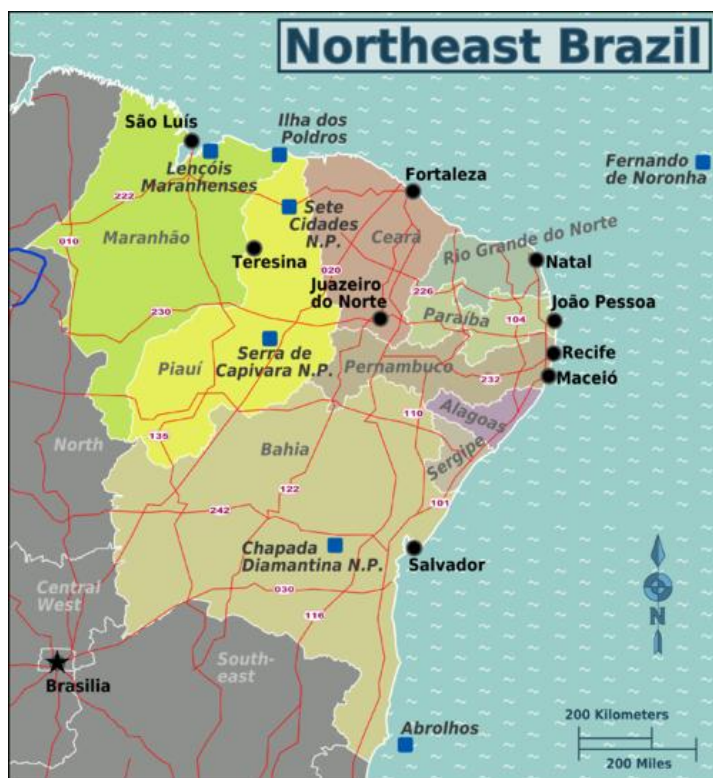 Northeast Brazil
São Luís
Ilha dos
Poldros
Lençóis
Maranhenses
Fortaleza
Fernando
de Noronha
222
Sete
Cidades
N.P.
010
Maranhão
Ceará
Rio Grande do Norte
Teresina
Natal
020
Juazeiro
do Norte
226
João Pessoa
230
Paraíba
104
Serra de
Capivara N.P.
Recife
Piauí
Pernambuco
232
Maceió
110
Alagoas
135
North
Bahia
Sergipe
122
101
242
Chapada
Diamantina N.P.
Salvador
Central
West
030
116
N
South-
east
Brasilia
Abrolhos
200 Kilometers
200 Miles